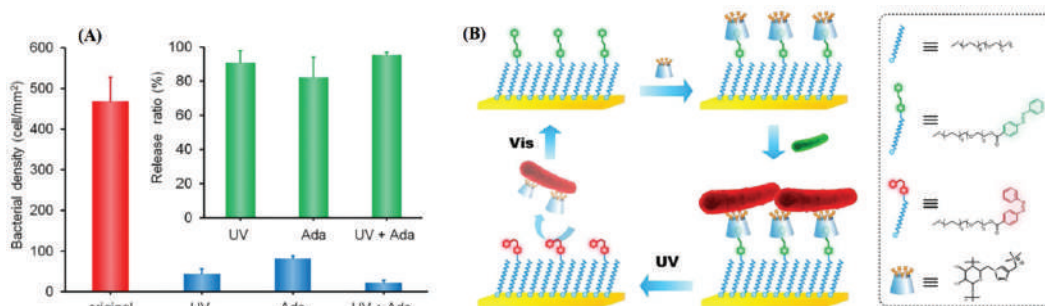 (A)
Bacterial density (cell/mm²)
600
500
400
300
200
100
0
original
UV
Ada
UV + Ada
Release ratio (%)
100
80
60
40
20
0
UV
Ada
UV + Ada
(B)
Vis
UV